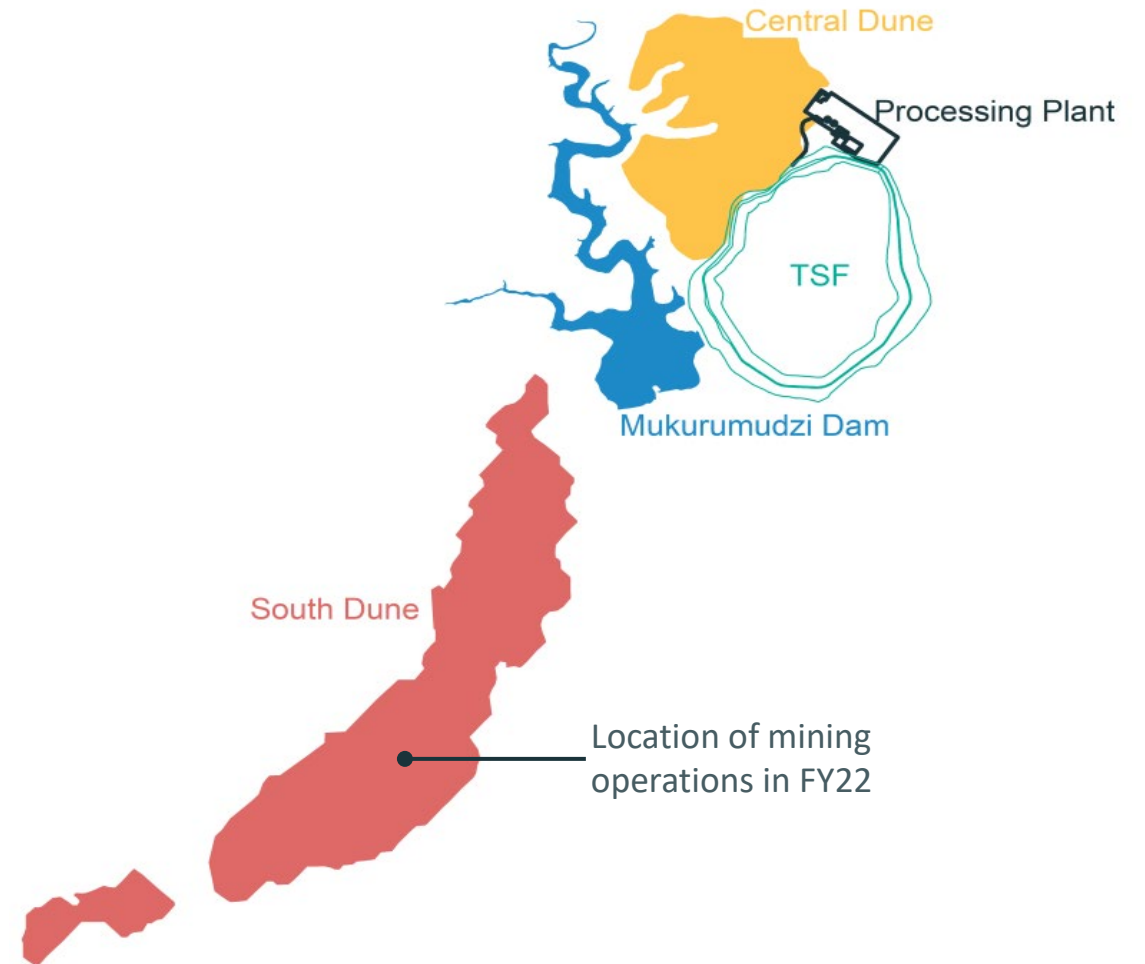 Central Dune
Processing Plant
TSF
Mukurumudzi Dam
South Dune
Location of mining
operations in FY22